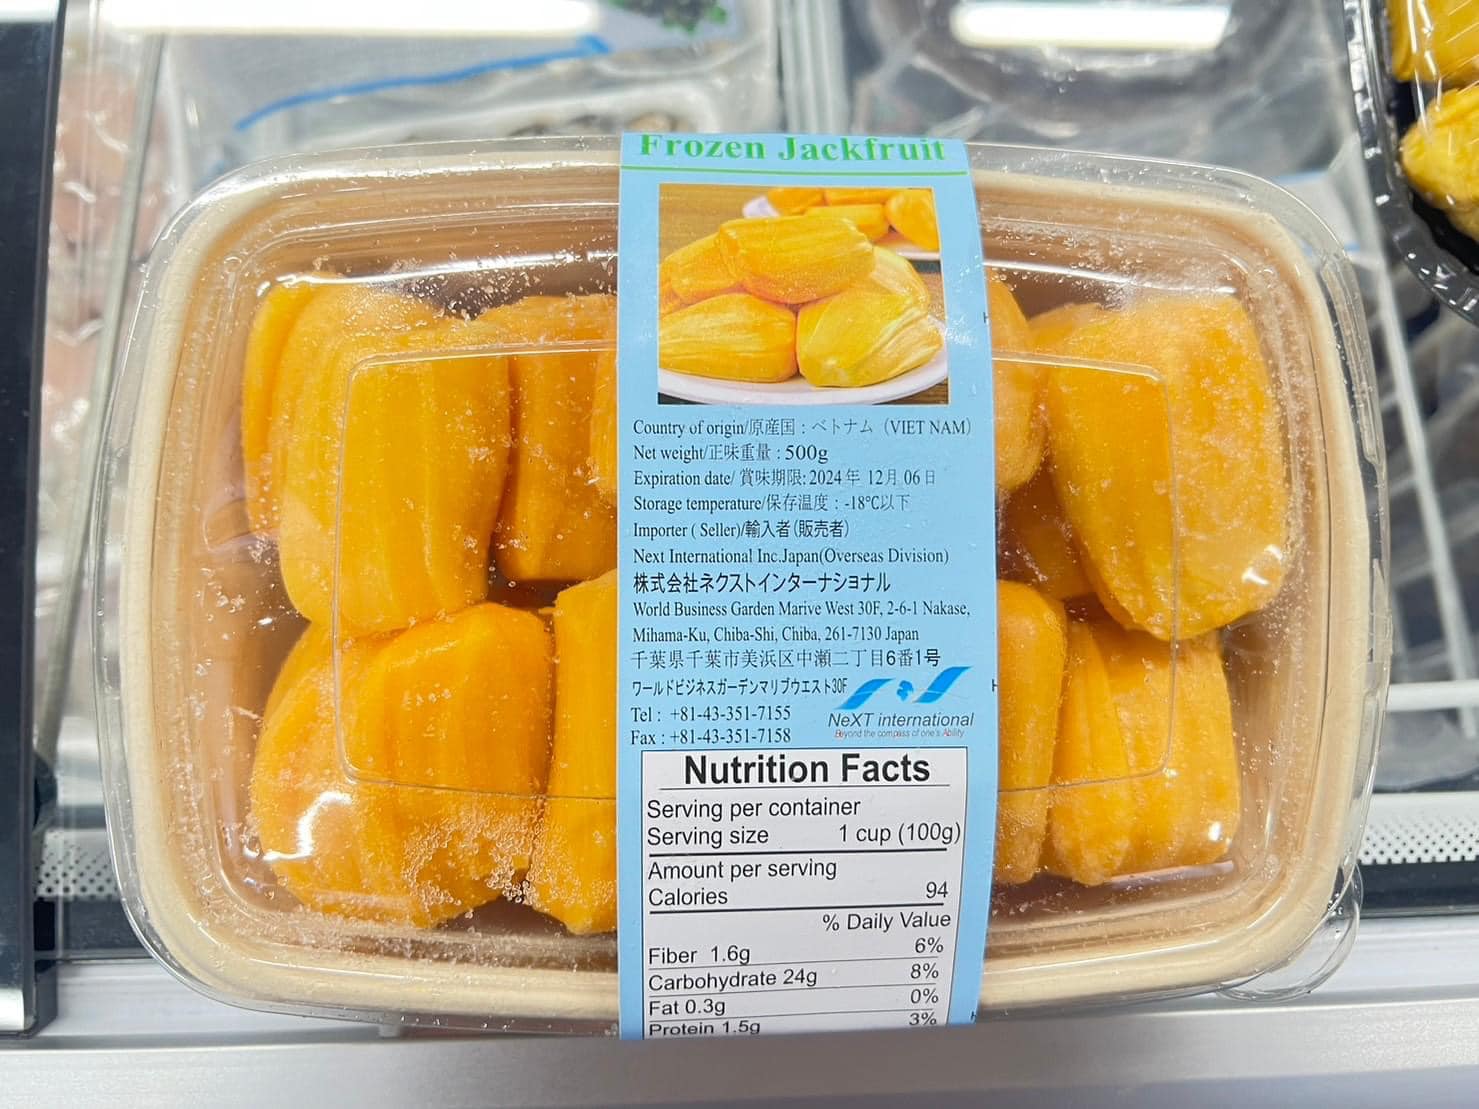 Frozen Jackfruit
Country of origin/原産国：ベトナム（VIET NAM）
Net weight/正味重量 : 500g
Expiration date/ 賞味期限: 2024年 12月 06日
Storage temperature/保存温度：-18℃以下
Importer ( Seller)/輸入者 (販売者)
Next International Inc.Japan(Overseas Division)
株式会社ネクストインターナショナル
World Business Garden Marive West 30F, 2-6-1 Nakase,
Mihama-Ku, Chiba-Shi, Chiba, 261-7130 Japan
千葉県千葉市美浜区中瀬二丁目6番1号
ワールドビジネスガーデンマリブウエスト30F
Tel : +81-43-351-7155
Fax : +81-43-351-7158
NeXT international
Beyond the compass of one's Ability
Nutrition Facts
Serving per container
Serving size 1 cup (100g)
Amount per serving
Calories 94
% Daily Value
Fiber 1.6g 6%
Carbohydrate 24g 8%
Fat 0.3g 0%
Protein 1.5g 3%